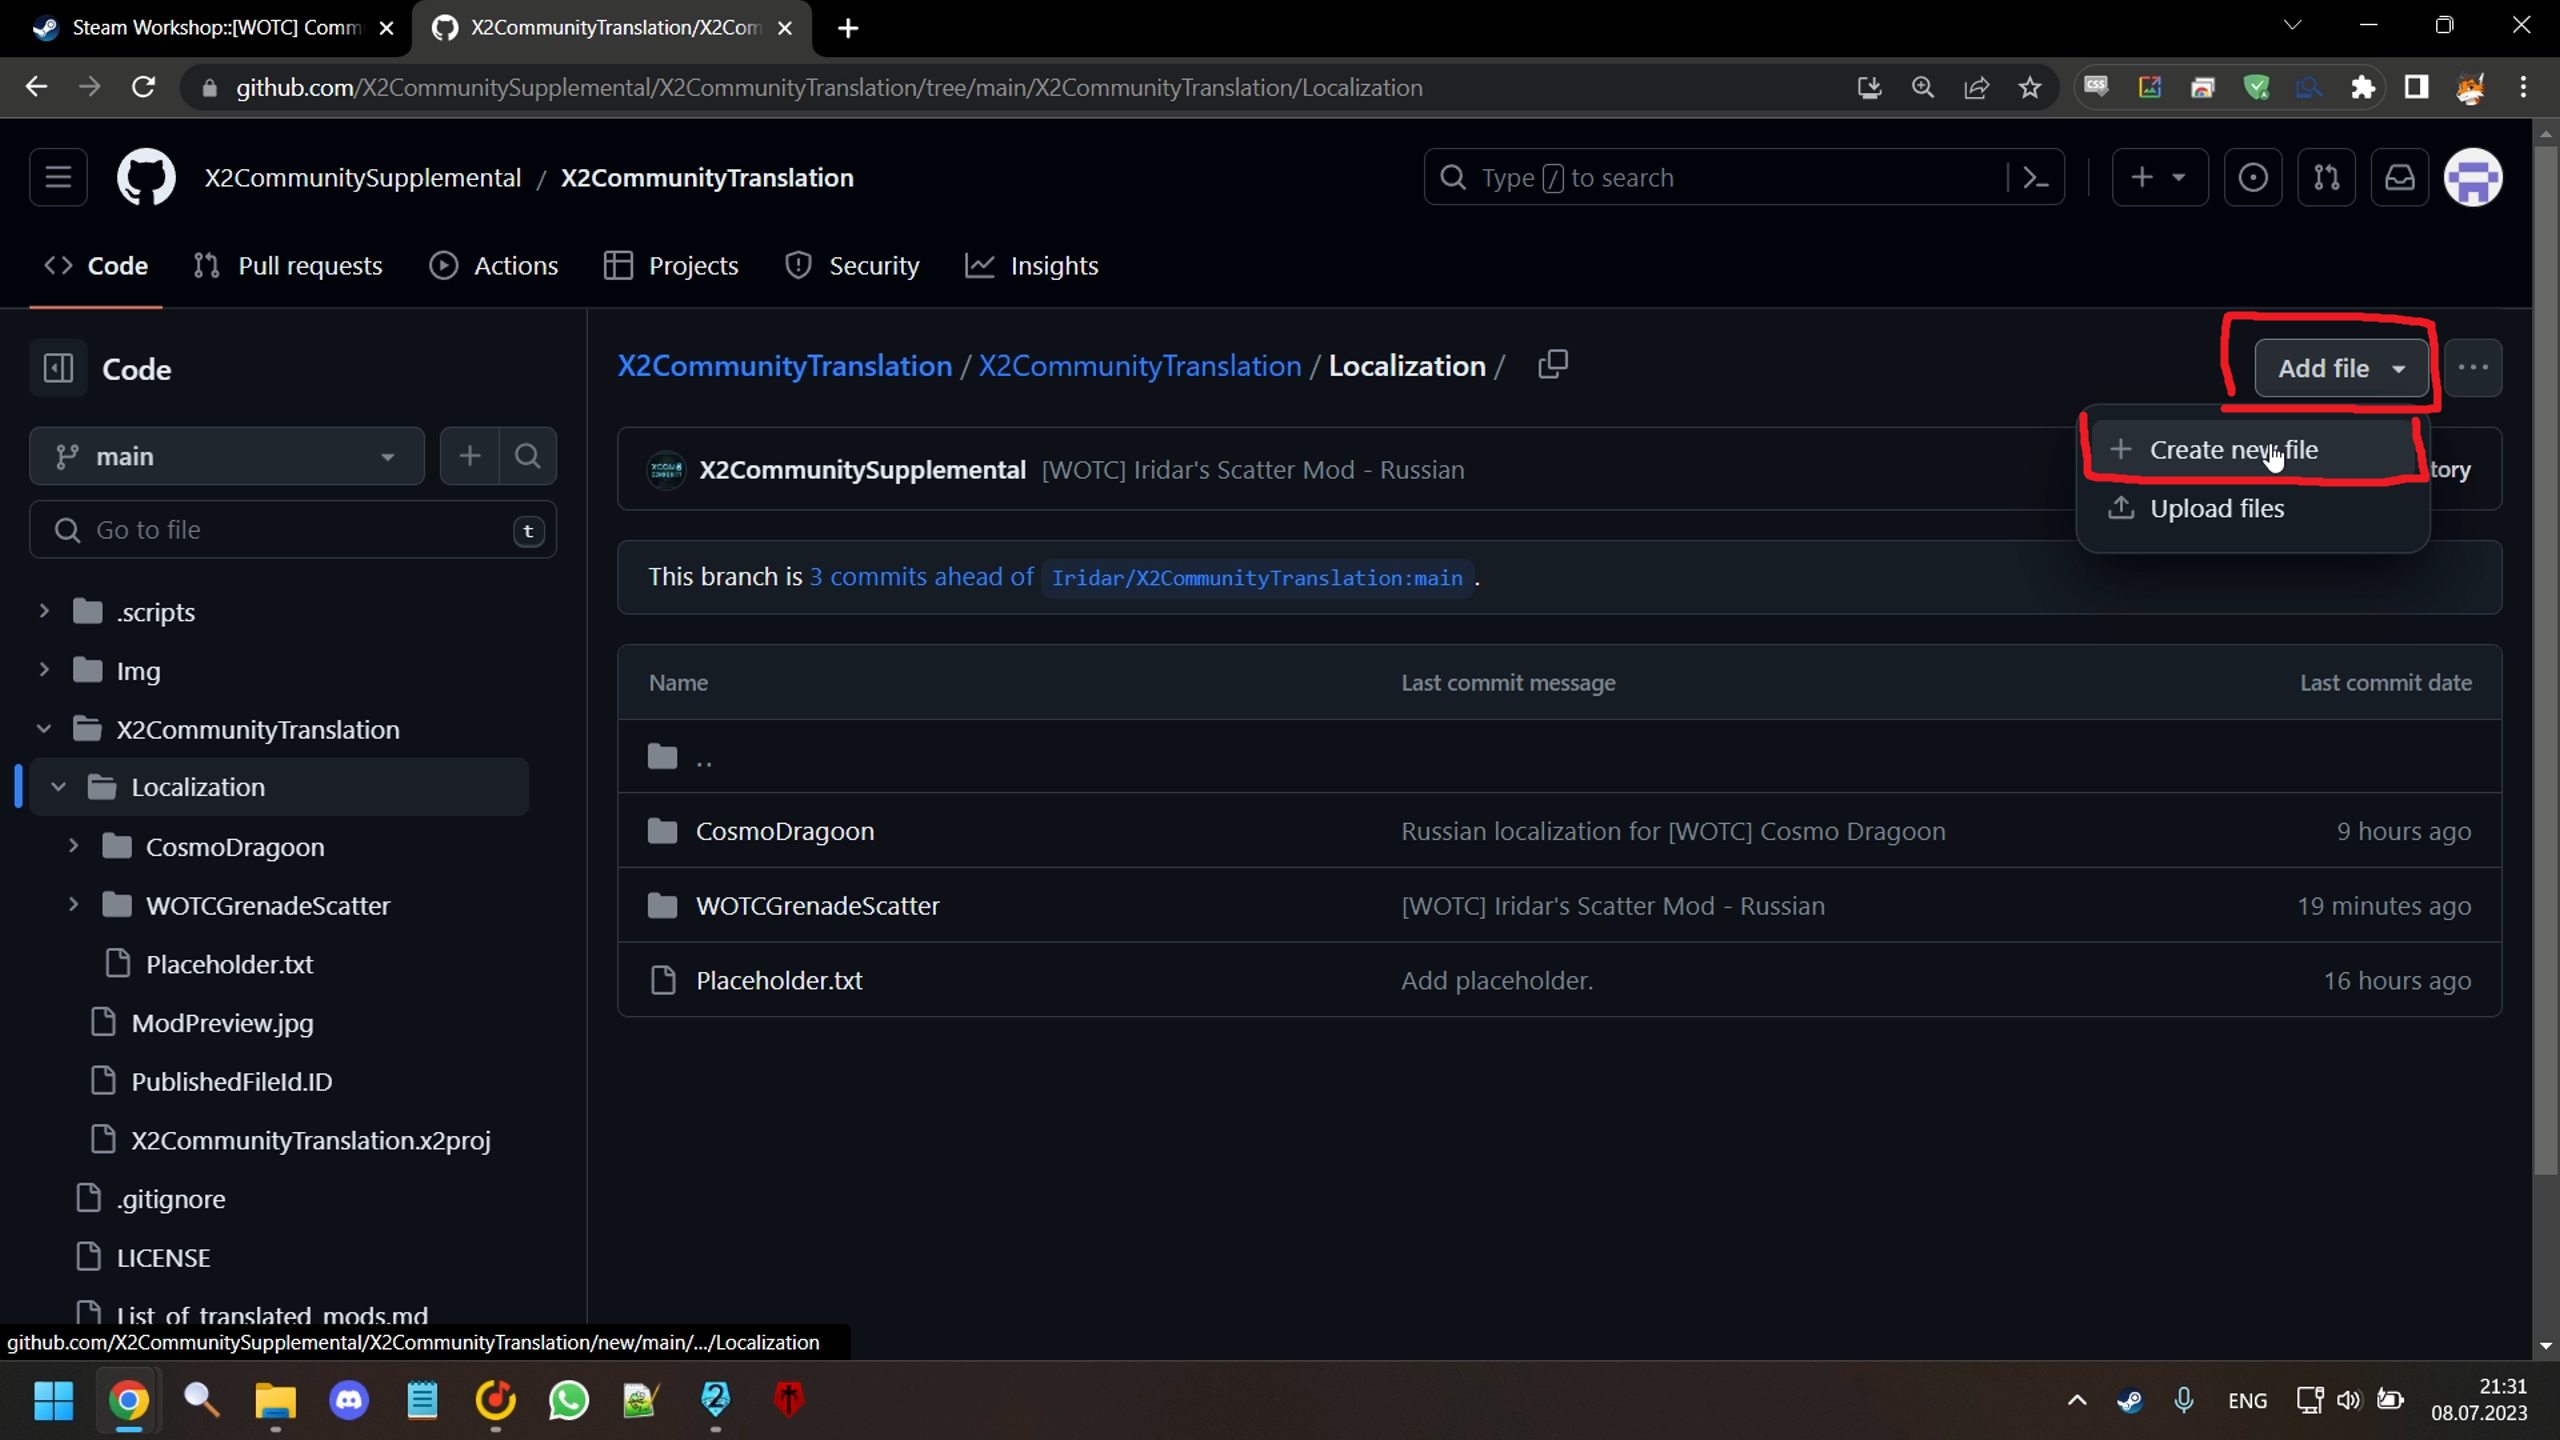 Steam Workshop::[WOTC] Comm
X2CommunityTranslation/X2Com
github.com/X2CommunitySupplemental/X2CommunityTranslation/tree/main/X2CommunityTranslation/Localization
X2CommunitySupplemental / X2CommunityTranslation
Type / to search
Code
Pull requests
Actions
Projects
Security
Insights
Code
main
Go to file
t
.scripts
Img
X2CommunityTranslation
Localization
CosmoDragoon
WOTCGrenadeScatter
Placeholder.txt
ModPreview.jpg
PublishedFileId.ID
X2CommunityTranslation.x2proj
.gitignore
LICENSE
List_of_translated_mods.md
X2CommunityTranslation / X2CommunityTranslation / Localization /
Add file
Create new file
Upload files
X2CommunitySupplemental [WOTC] Iridar's Scatter Mod - Russian
tory
This branch is 3 commits ahead of Iridar/X2CommunityTranslation:main .
Name Last commit message Last commit date
..
CosmoDragoon Russian localization for [WOTC] Cosmo Dragoon 9 hours ago
WOTCGrenadeScatter [WOTC] Iridar's Scatter Mod - Russian 19 minutes ago
Placeholder.txt Add placeholder. 16 hours ago
github.com/X2CommunitySupplemental/X2CommunityTranslation/new/main/.../Localization
ENG
21:31
08.07.2023